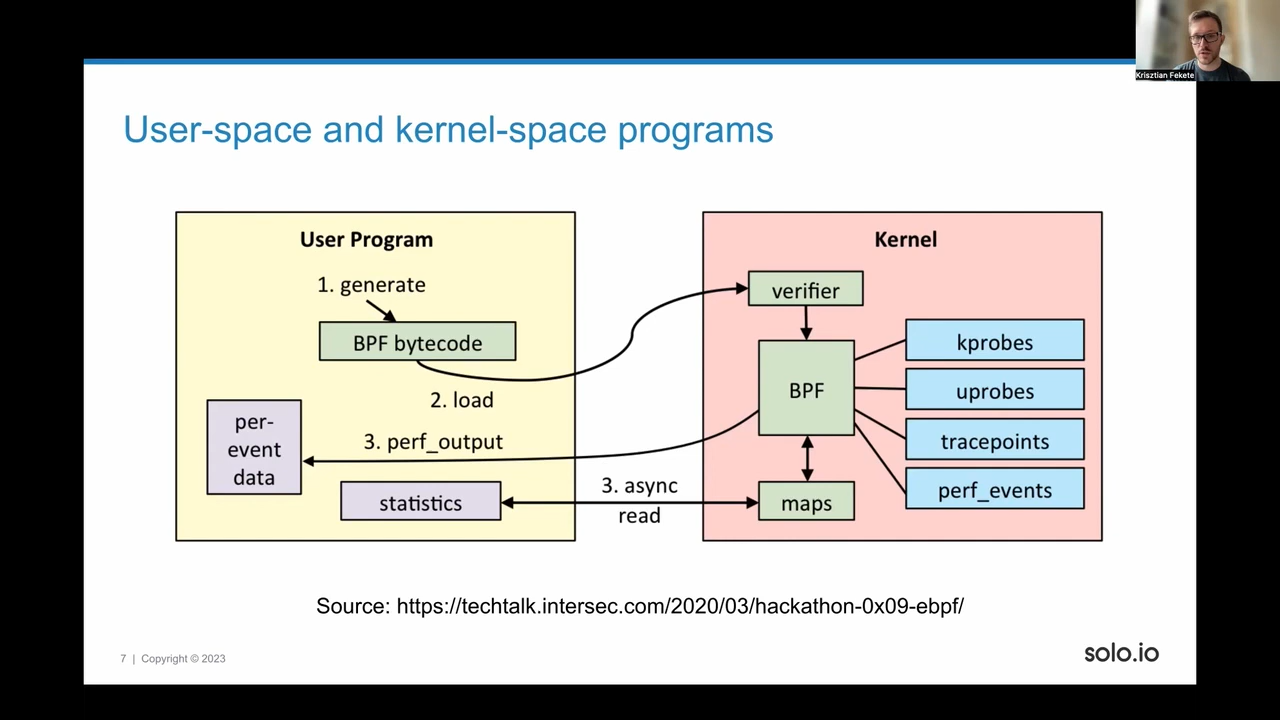 Krisztian Fekete
User-space and kernel-space programs
User Program
1. generate
BPF bytecode
2. load
per-
event
data
3. perf_output
statistics
3. async
read
Kernel
verifier
BPF
maps
kprobes
uprobes
tracepoints
perf_events
Source: https://techtalk.intersec.com/2020/03/hackathon-0x09-ebpf/
7 | Copyright © 2023
solo.io